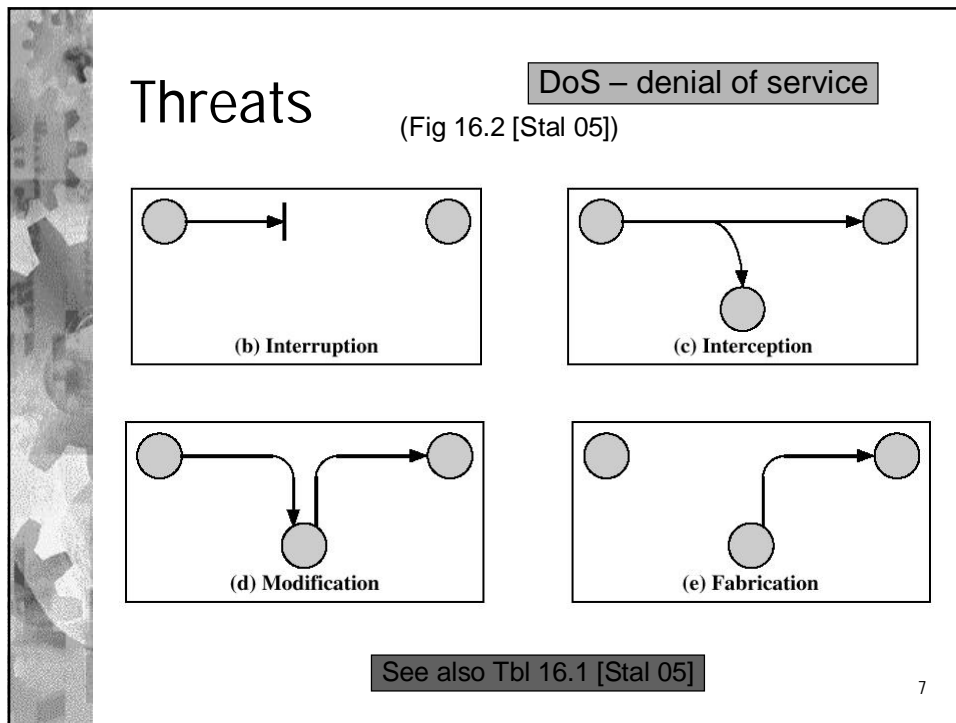 Threats
DoS – denial of service
(Fig 16.2 [Stal 05])
(b) Interruption
(c) Interception
(d) Modification
(e) Fabrication
See also Tbl 16.1 [Stal 05]
7